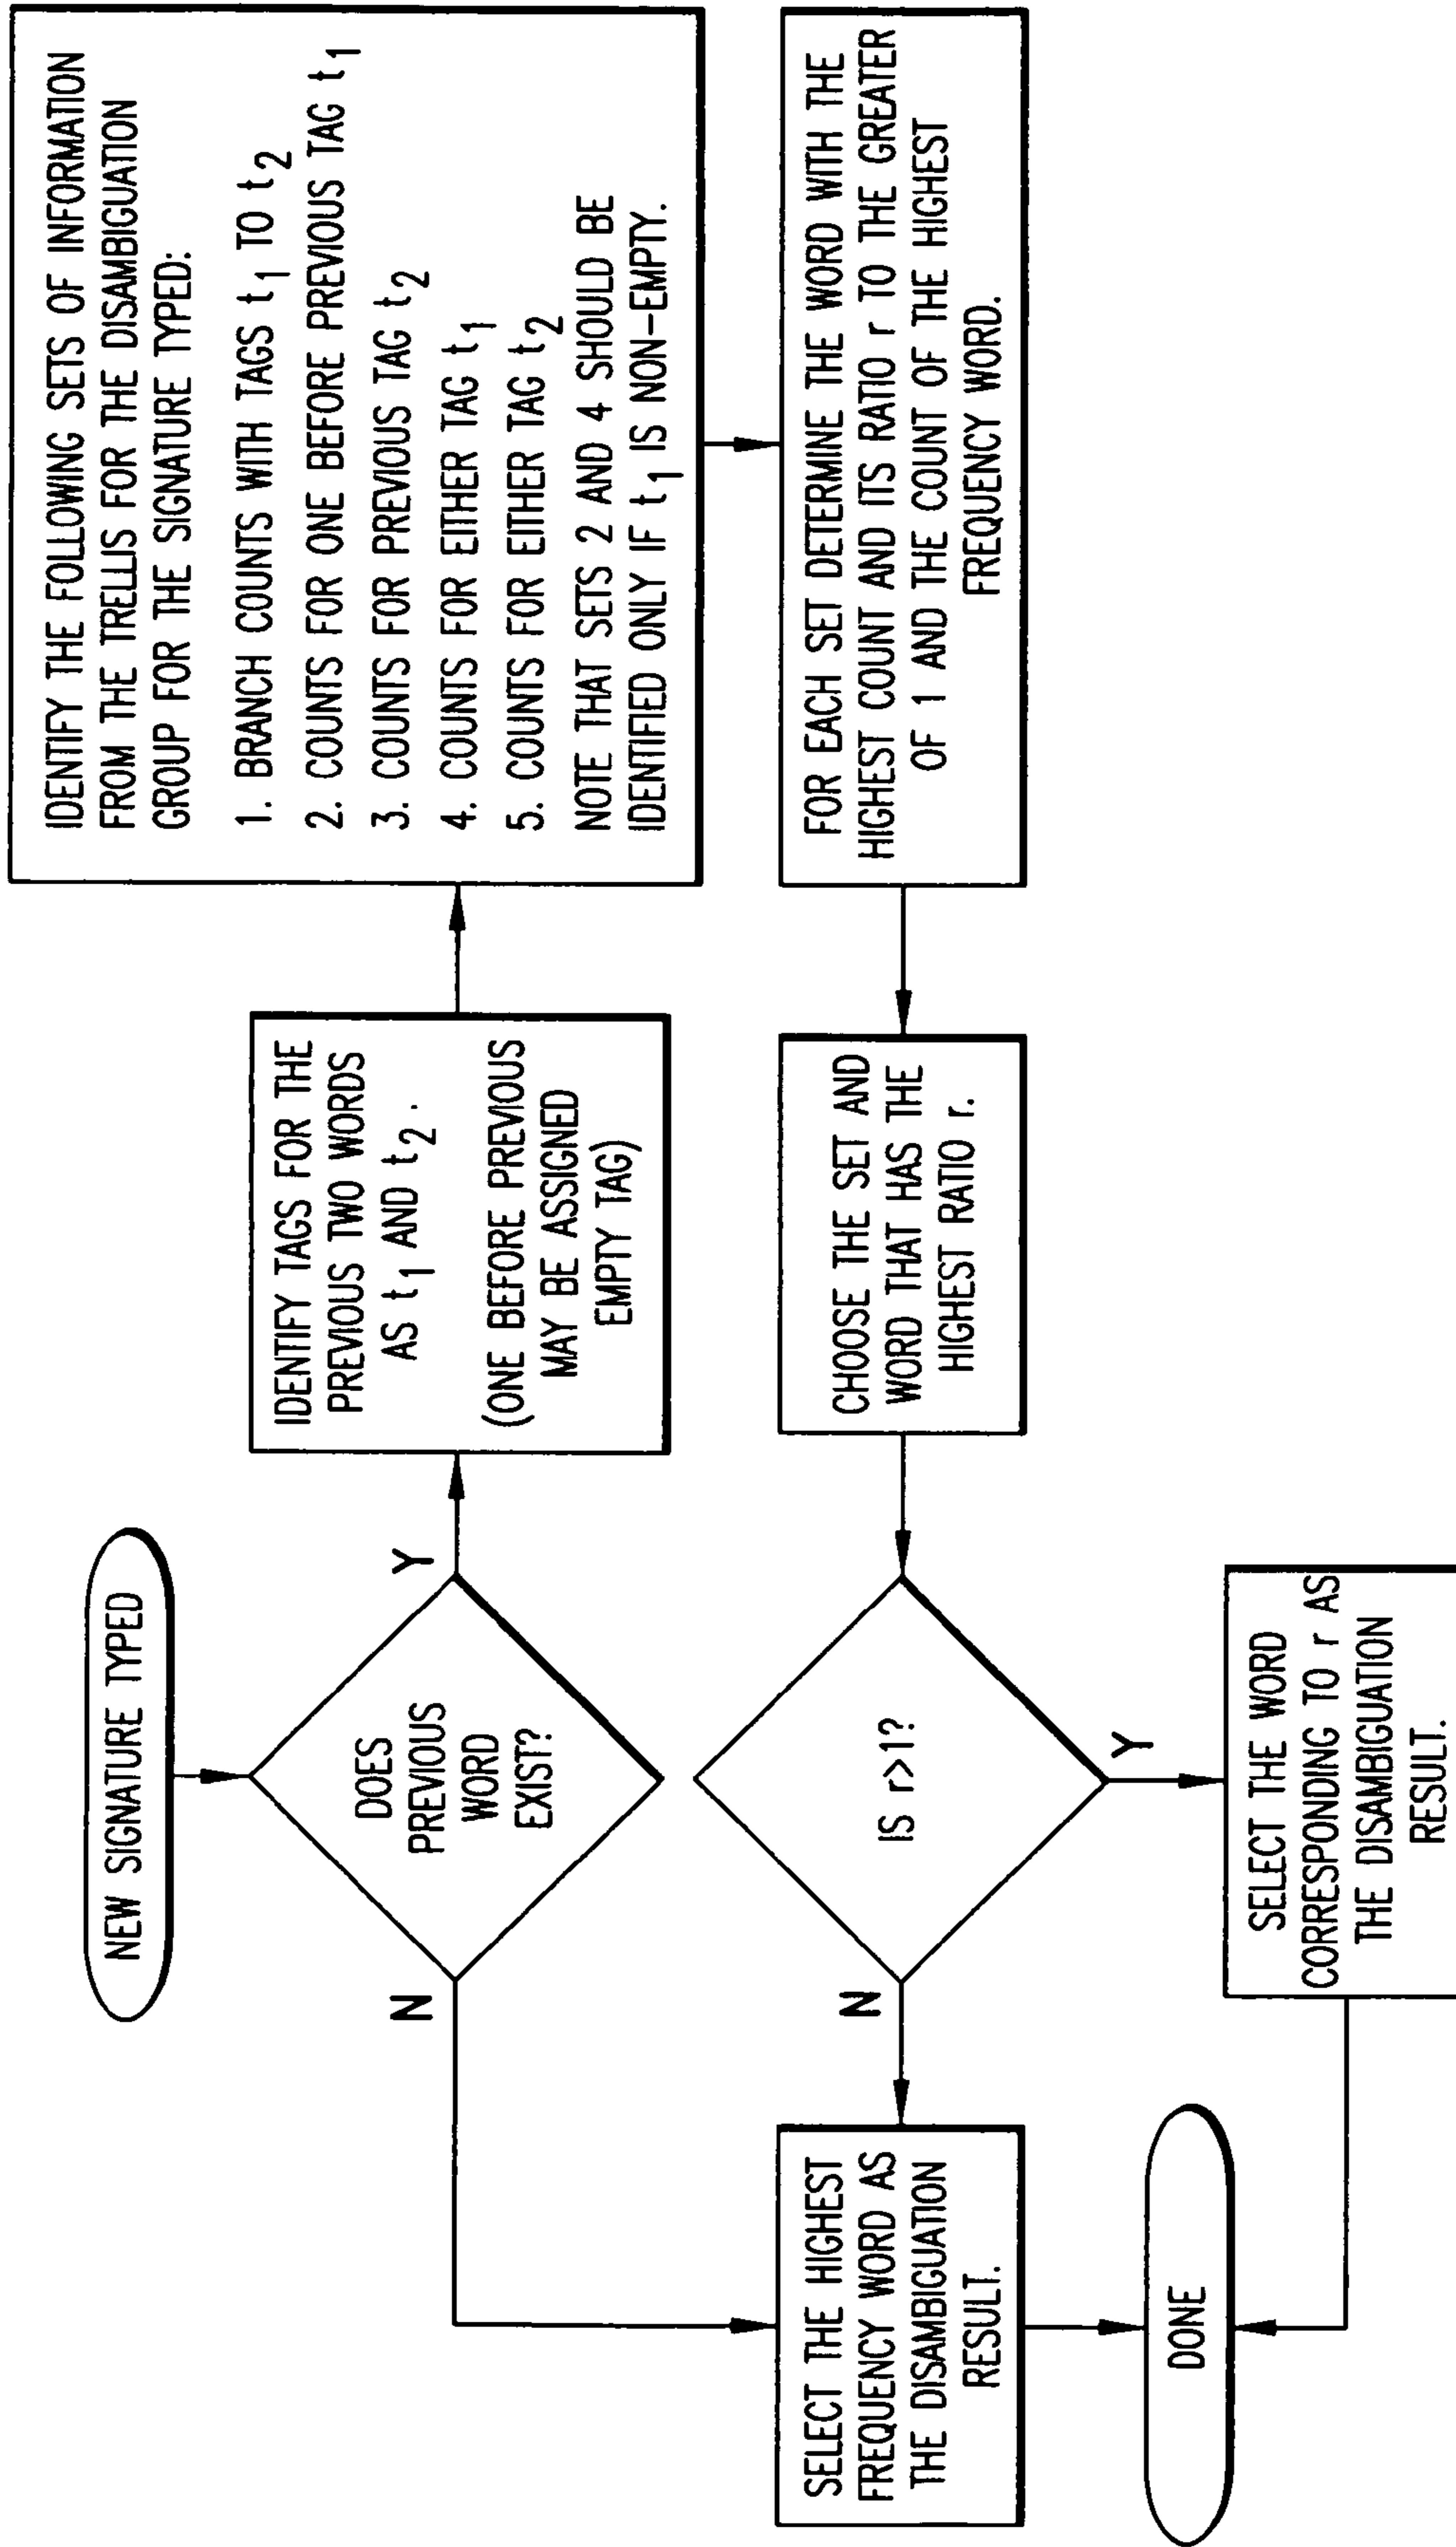 NEW SIGNATURE TYPED
DOES
PREVIOUS
WORD
EXIST?
Y
N
IDENTIFY TAGS FOR THE
PREVIOUS TWO WORDS
AS t1 AND t2.
(ONE BEFORE PREVIOUS
MAY BE ASSIGNED
EMPTY TAG)
IDENTIFY THE FOLLOWING SETS OF INFORMATION
FROM THE TRELLIS FOR THE DISAMBIGUATION
GROUP FOR THE SIGNATURE TYPED:
1. BRANCH COUNTS WITH TAGS t1 TO t2
2. COUNTS FOR ONE BEFORE PREVIOUS TAG t1
3. COUNTS FOR PREVIOUS TAG t2
4. COUNTS FOR EITHER TAG t1
5. COUNTS FOR EITHER TAG t2
NOTE THAT SETS 2 AND 4 SHOULD BE
IDENTIFIED ONLY IF t1 IS NON-EMPTY.
FOR EACH SET DETERMINE THE WORD WITH THE
HIGHEST COUNT AND ITS RATIO r TO THE GREATER
OF 1 AND THE COUNT OF THE HIGHEST
FREQUENCY WORD.
CHOOSE THE SET AND
WORD THAT HAS THE
HIGHEST RATIO r.
IS r>1?
N
Y
SELECT THE HIGHEST
FREQUENCY WORD AS
THE DISAMBIGUATION
RESULT.
SELECT THE WORD
CORRESPONDING TO r AS
THE DISAMBIGUATION
RESULT.
DONE